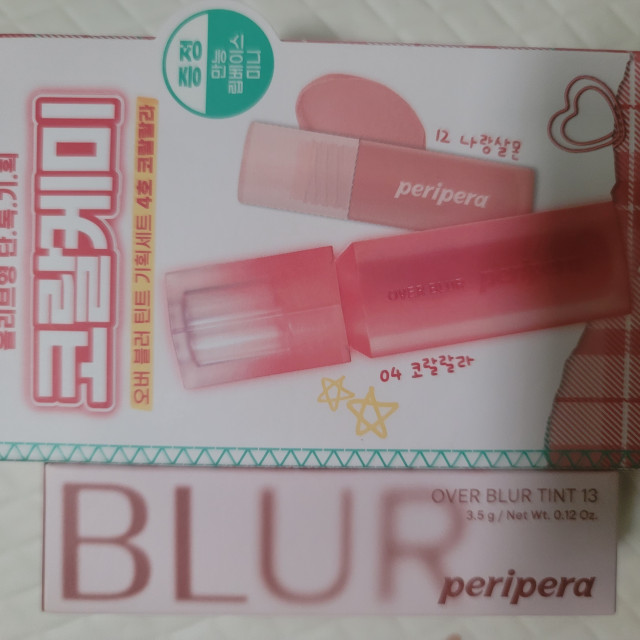 증정
만능
립베이스
미니
올리브영 단.독.기.획
코랄케미
오버 블러 틴트 기획세트 4호 코랄랄라
12 나랑살몬
peripera
OVER BLUR
peripera
04 코랄랄라
BLUR
OVER BLUR TINT 13
3.5 g / Net Wt. 0.12 Oz.
peripera